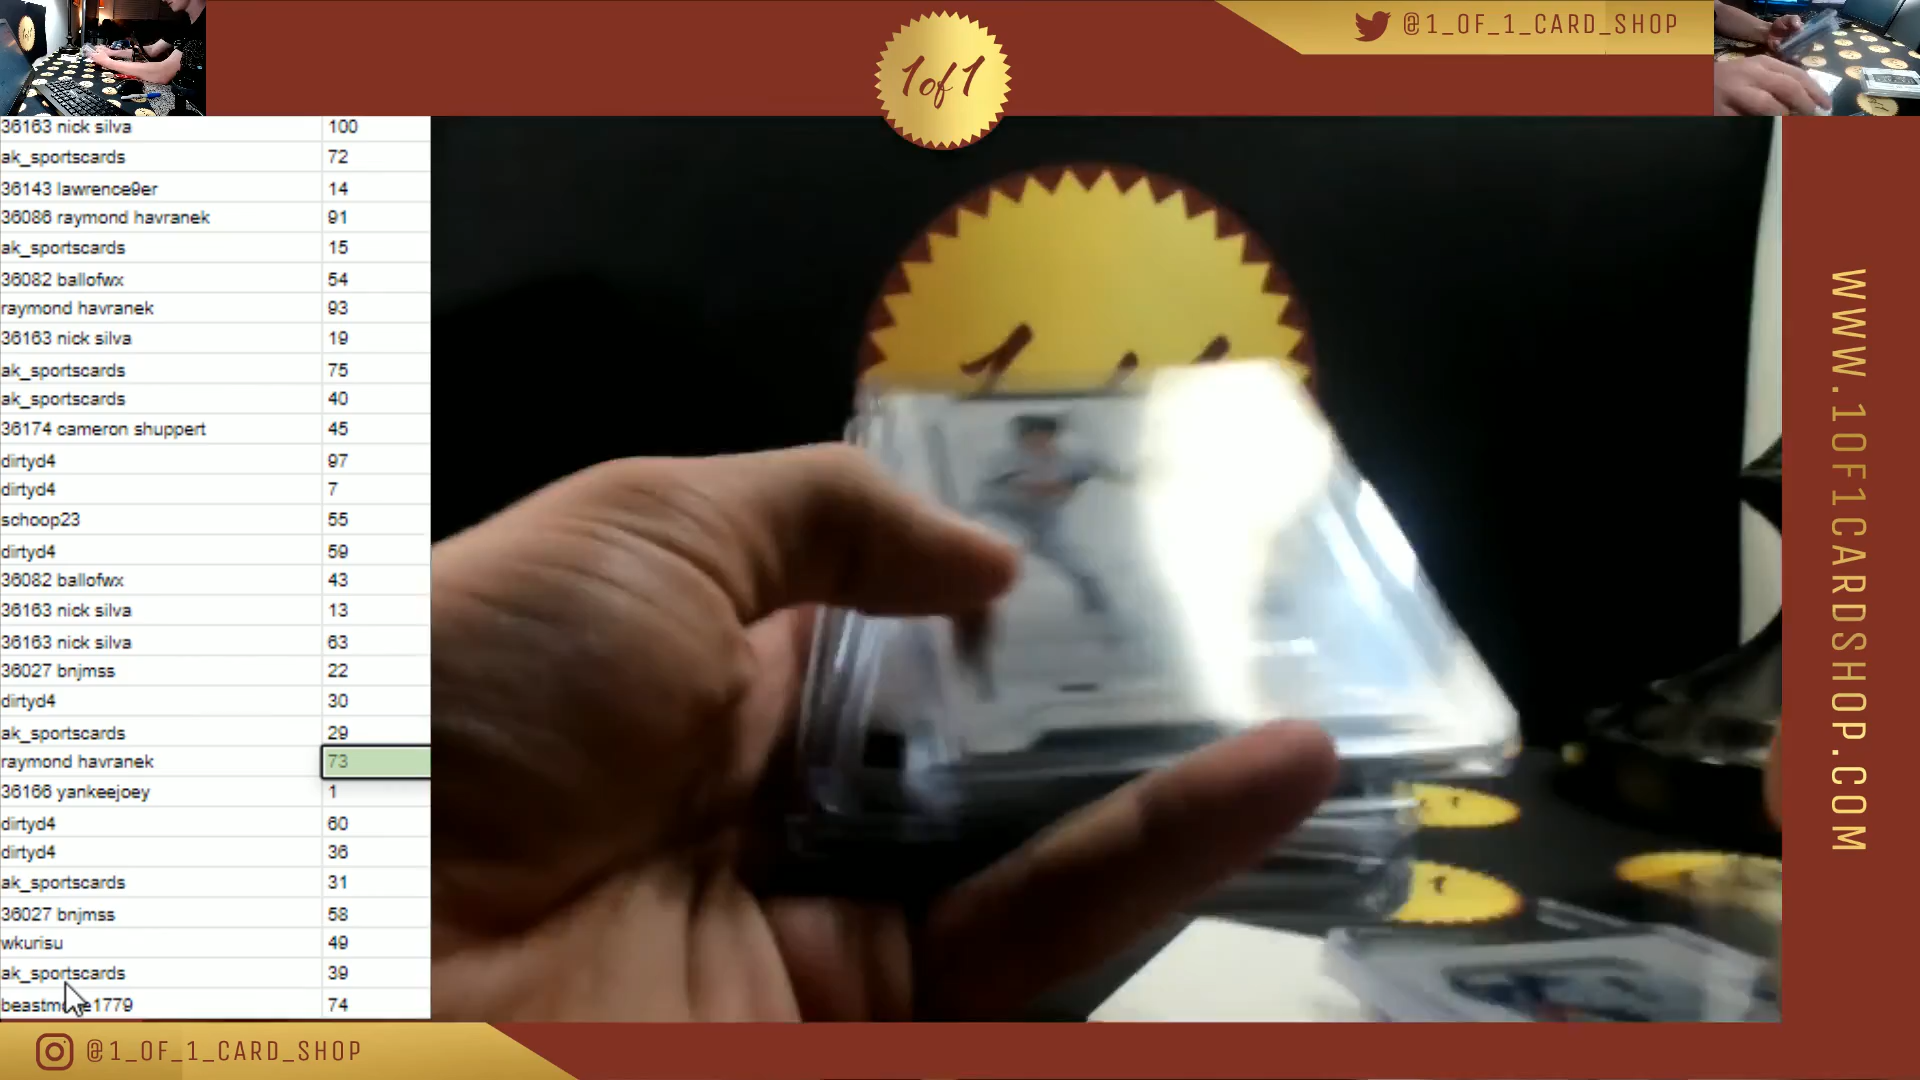 @1_OF_1_CARD_SHOP
1of1
36163 nick silva 100
ak_sportscards 72
36143 lawrence9er 14
36086 raymond havranek 91
ak_sportscards 15
36082 ballofwx 54
raymond havranek 93
36163 nick silva 19
ak_sportscards 75
ak_sportscards 40
36174 cameron shuppert 45
dirtyd4 97
dirtyd4 7
schoop23 55
dirtyd4 59
36082 ballofwx 43
36163 nick silva 13
36163 nick silva 63
36027 bnjmss 22
dirtyd4 30
ak_sportscards 29
raymond havranek 73
36166 yankeejoey 1
dirtyd4 60
dirtyd4 36
ak_sportscards 31
36027 bnjmss 58
wkurisu 49
ak_sportscards 39
74
WWW.1OF1CARDSHOP.COM
@1_OF_1_CARD_SHOP